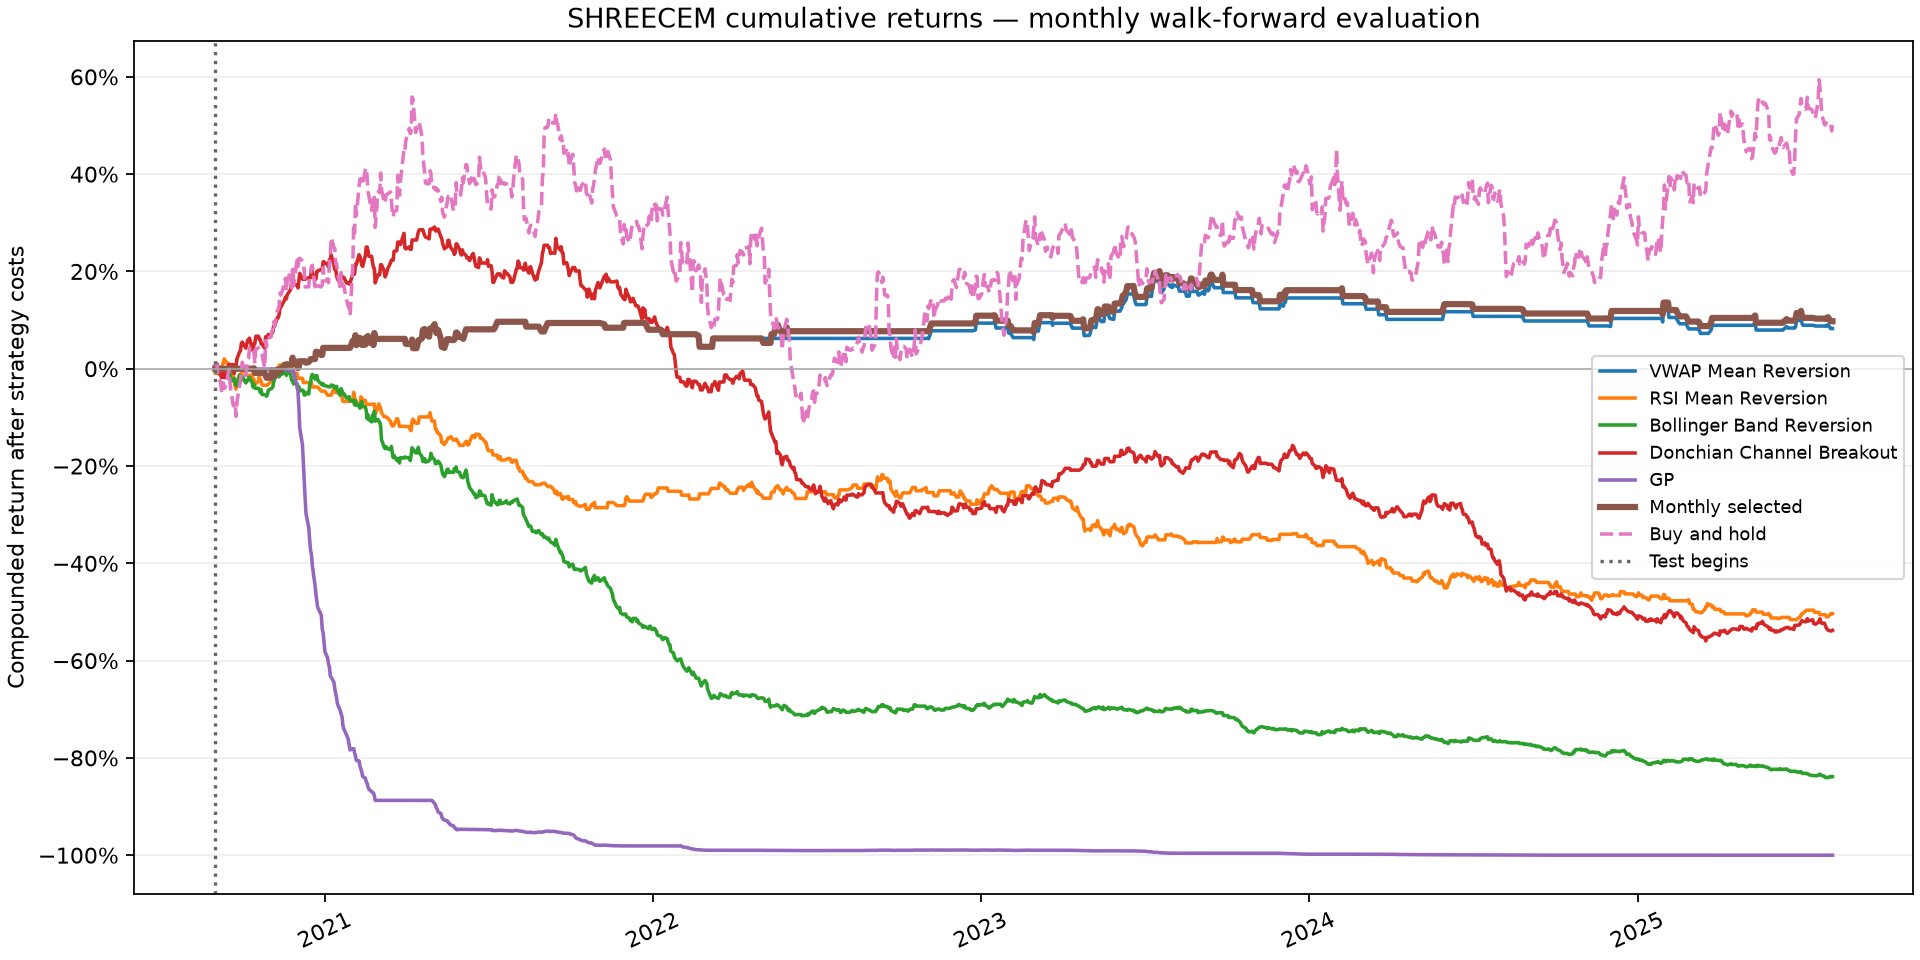 SHREECEM cumulative returns — monthly walk-forward evaluation
Compounded return after strategy costs
60%
40%
20%
0%
−20%
−40%
−60%
−80%
−100%
VWAP Mean Reversion
RSI Mean Reversion
Bollinger Band Reversion
Donchian Channel Breakout
GP
Monthly selected
Buy and hold
Test begins
2021
2022
2023
2024
2025